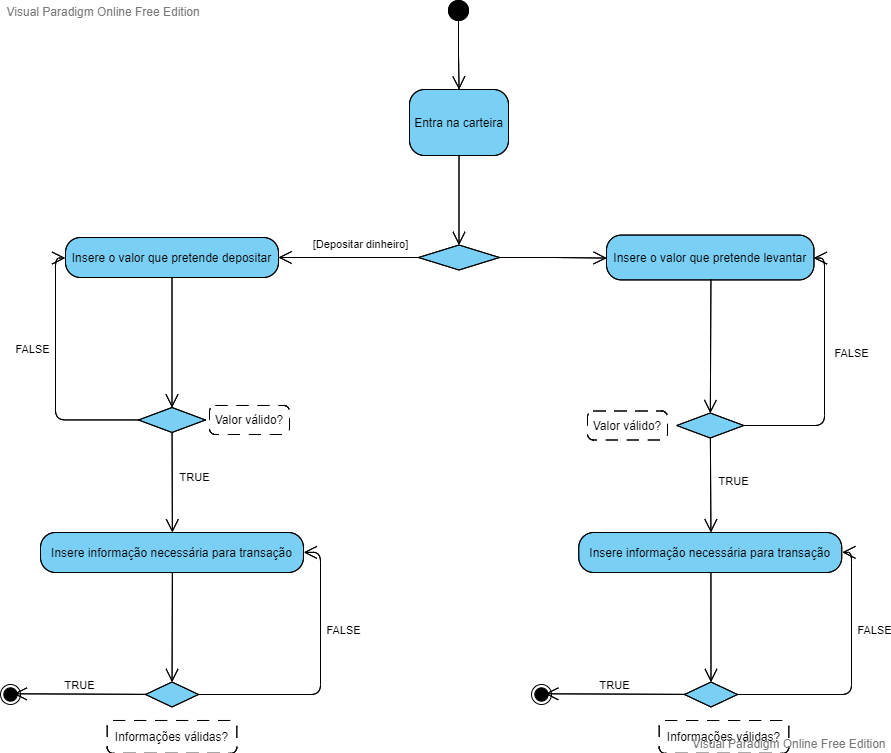 Visual Paradigm Online Free Edition
Entra na carteira
[Depositar dinheiro]
Insere o valor que pretende depositar
Insere o valor que pretende levantar
FALSE
FALSE
Valor válido?
Valor válido?
TRUE
TRUE
Insere informação necessária para transação
Insere informação necessária para transação
FALSE
FALSE
TRUE
TRUE
Informações válidas?
Informações válidas?
Visual Paradigm Online Free Edition